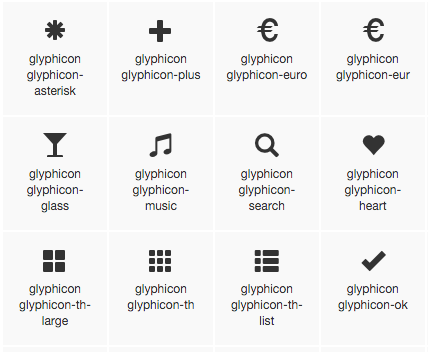 glyphicon
glyphicon-
asterisk
glyphicon
glyphicon-plus
glyphicon
glyphicon-euro
glyphicon
glyphicon-eur
glyphicon
glyphicon-
glass
glyphicon
glyphicon-
music
glyphicon
glyphicon-
search
glyphicon
glyphicon-
heart
glyphicon
glyphicon-th-
large
glyphicon
glyphicon-th
glyphicon
glyphicon-th-
list
glyphicon
glyphicon-ok